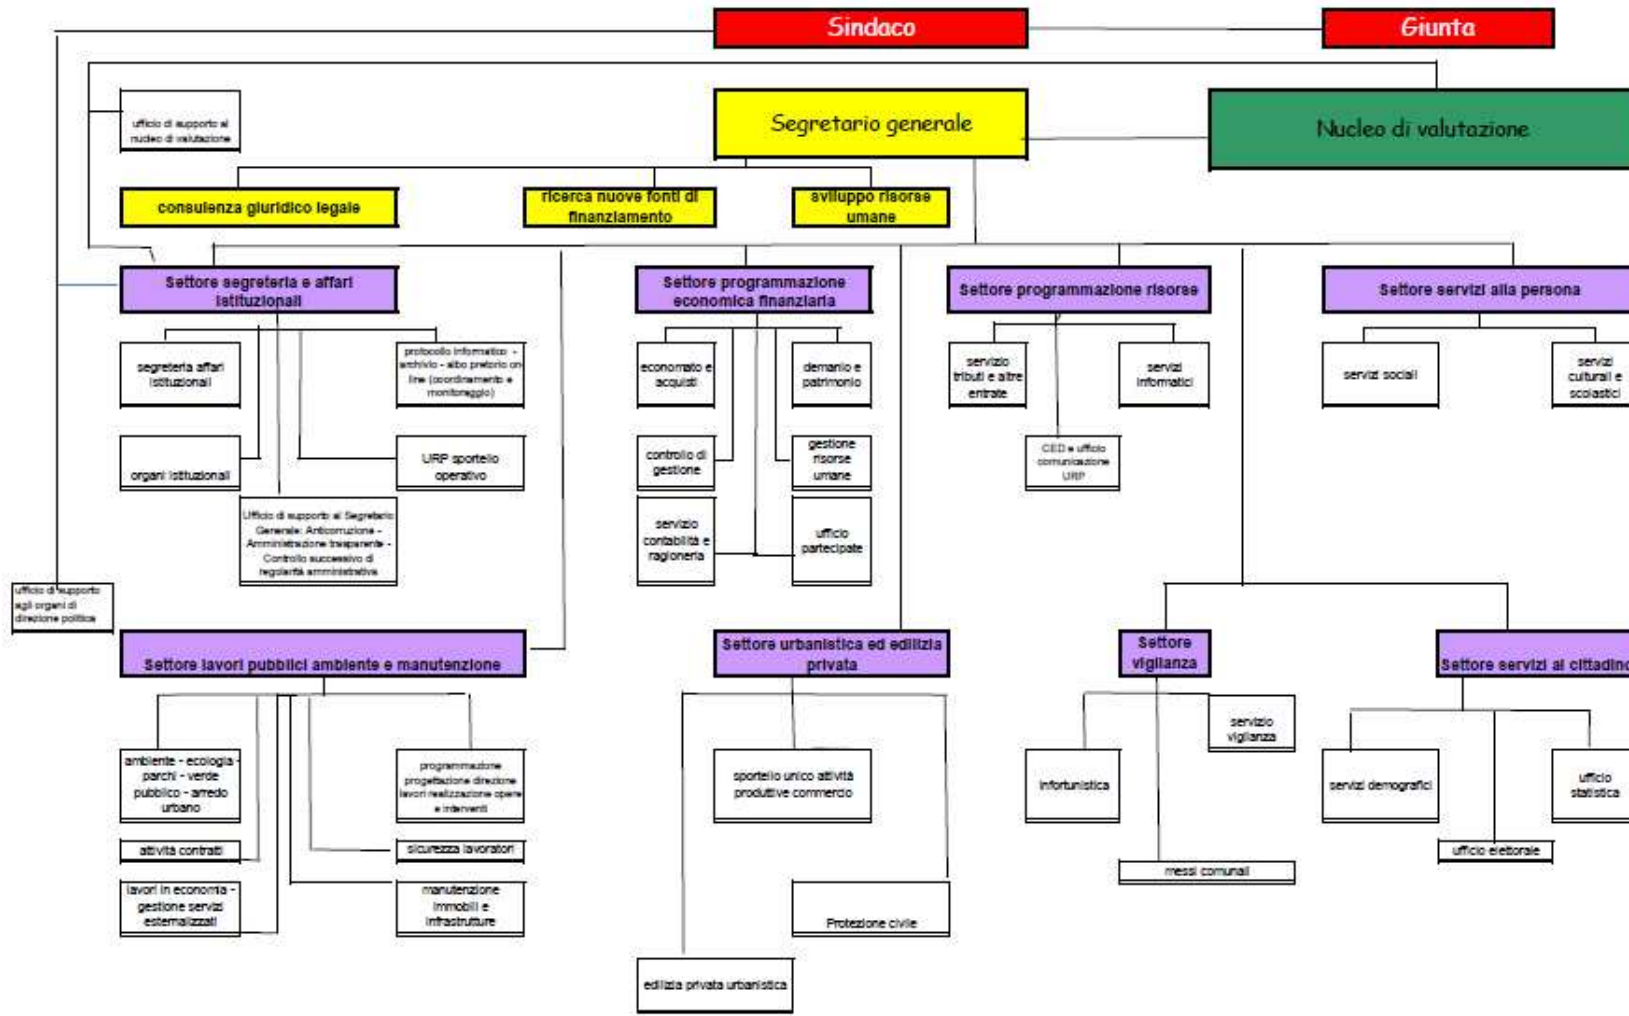 Sindaco
Giunta
ufficio di supporto al
nucleo di valutazione
Segretario generale
Nucleo di valutazione
consulenza giuridico legale
ricerca nuove fonti di
finanziamento
sviluppo risorse
umane
Settore segreteria e affari
istituzionali
Settore programmazione
economica finanziaria
Settore programmazione risorse
Settore servizi alla persona
segreteria affari
istituzionali
protocollo informatico -
archivio - albo pretorio on-
line (coordinamento e
monitoraggio)
economato e
acquisti
demanio e
patrimonio
servizio
tributi e altre
entrate
servizi
informatici
servizi sociali
servizi
culturali e
scolastici
organi istituzionali
URP sportello
operativo
controllo di
gestione
gestione
risorse
umane
CED e ufficio
comunicazione
URP
Ufficio di supporto al Segretario
Generale: Anticorruzione -
Amministrazione trasparente -
Controllo successivo di
regolarità amministrativa
servizio
contabilità e
ragioneria
ufficio
partecipate
ufficio di supporto
agli organi di
direzione politica
Settore lavori pubblici ambiente e manutenzione
Settore urbanistica ed edilizia
privata
Settore
vigilanza
Settore servizi al cittadino
ambiente - ecologia -
parchi - verde
pubblico - arredo
urbano
programmazione
progettazione direzione
lavori realizzazione opere
e interventi
sportello unico attività
produttive commercio
infortunistica
servizio
vigilanza
servizi demografici
ufficio
statistica
attività contratti
sicurezza lavoratori
ufficio elettorale
messi comunali
lavori in economia -
gestione servizi
esternalizzati
manutenzione
immobili e
infrastrutture
Protezione civile
edilizia privata urbanistica